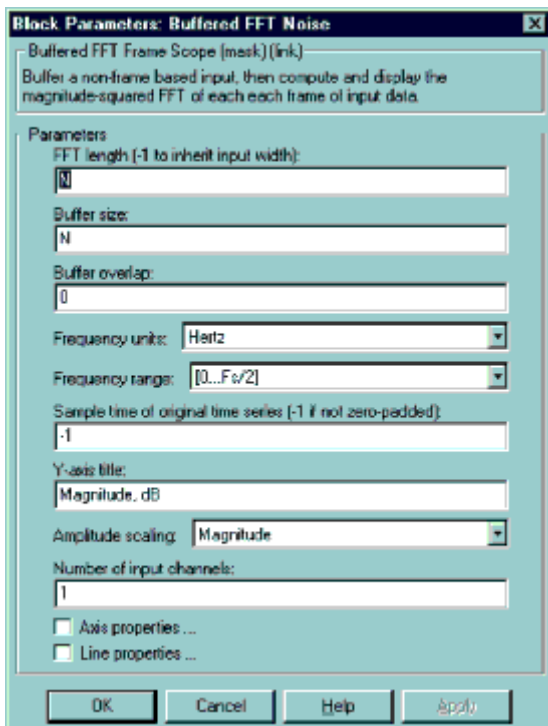 Block Parameters: Buffered FFT Noise
Buffered FFT Frame Scope (mask) (link)
Buffer a non-frame based input, then compute and display the
magnitude-squared FFT of each each frame of input data.
Parameters
FFT length (-1 to inherit input width):
N
Buffer size:
N
Buffer overlap:
0
Frequency units: Hertz
Frequency range: [0...Fs/2]
Sample time of original time series (-1 if not zero-padded):
-1
Y-axis title:
Magnitude, dB
Amplitude scaling: Magnitude
Number of input channels:
1
Axis properties ...
Line properties ...
OK Cancel Help Apply